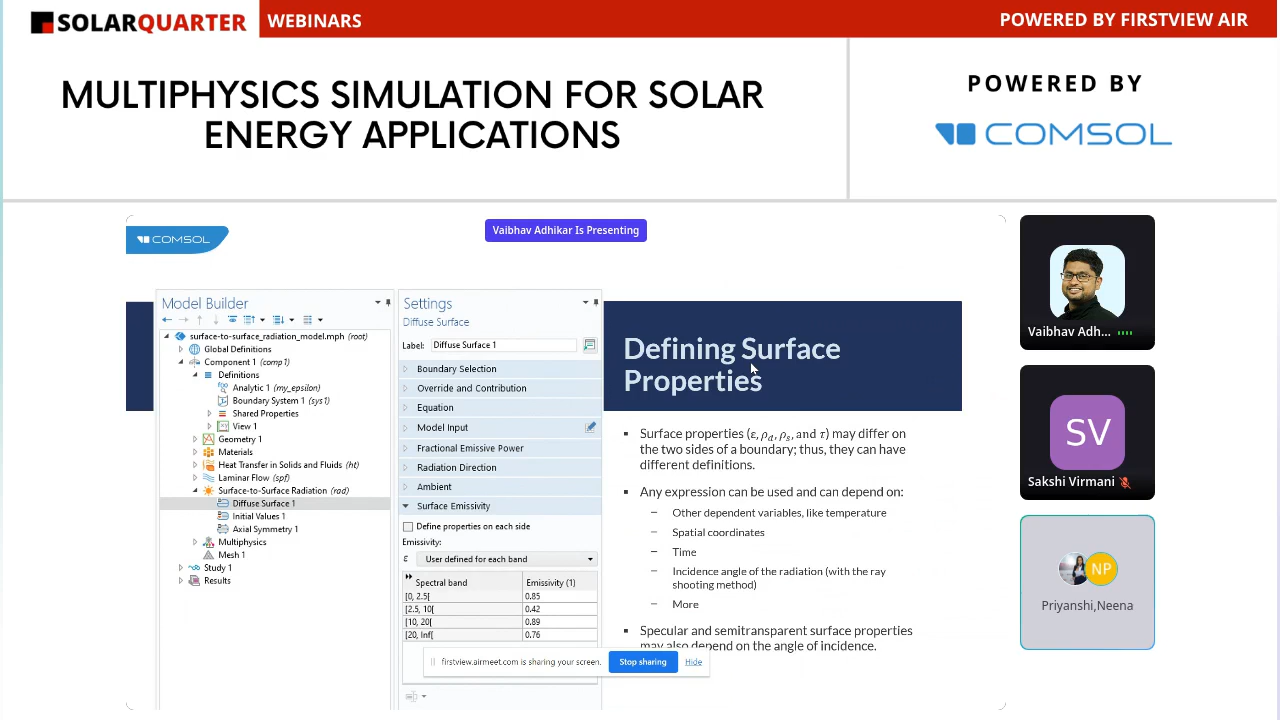 SOLARQUARTER
WEBINARS
POWERED BY FIRSTVIEW AIR
MULTIPHYSICS SIMULATION FOR SOLAR
ENERGY APPLICATIONS
POWERED BY
COMSOL
COMSOL
Vaibhav Adhikar Is Presenting
Model Builder
surface-to-surface_radiation_model.mph (root)
Global Definitions
Component 1 (comp1)
Definitions
Analytic 1 (my_epsilon)
Boundary System 1 (sys1)
Shared Properties
View 1
Geometry 1
Materials
Heat Transfer in Solids and Fluids (ht)
Laminar Flow (spf)
Surface-to-Surface Radiation (rad)
Diffuse Surface 1
Initial Values 1
Axial Symmetry 1
Multiphysics
Mesh 1
Study 1
Results
Settings
Diffuse Surface
Label: Diffuse Surface 1
Boundary Selection
Override and Contribution
Equation
Model Input
Fractional Emissive Power
Radiation Direction
Ambient
Surface Emissivity
Define properties on each side
Emissivity:
ε User defined for each band
Spectral band Emissivity (1)
[0, 2.5[ 0.85
[2.5, 10[ 0.42
[10, 20[ 0.89
[20, Inf[ 0.76
Defining Surface
Properties
Surface properties (ε, ρd, ρs, and τ) may differ on
the two sides of a boundary; thus, they can have
different definitions.
Any expression can be used and can depend on:
– Other dependent variables, like temperature
– Spatial coordinates
– Time
– Incidence angle of the radiation (with the ray
shooting method)
– More
Specular and semitransparent surface properties
may also depend on the angle of incidence.
firstview.airmeet.com is sharing your screen. Stop sharing Hide
Vaibhav Adh...
SV
Sakshi Virmani
NP
Priyanshi,Neena